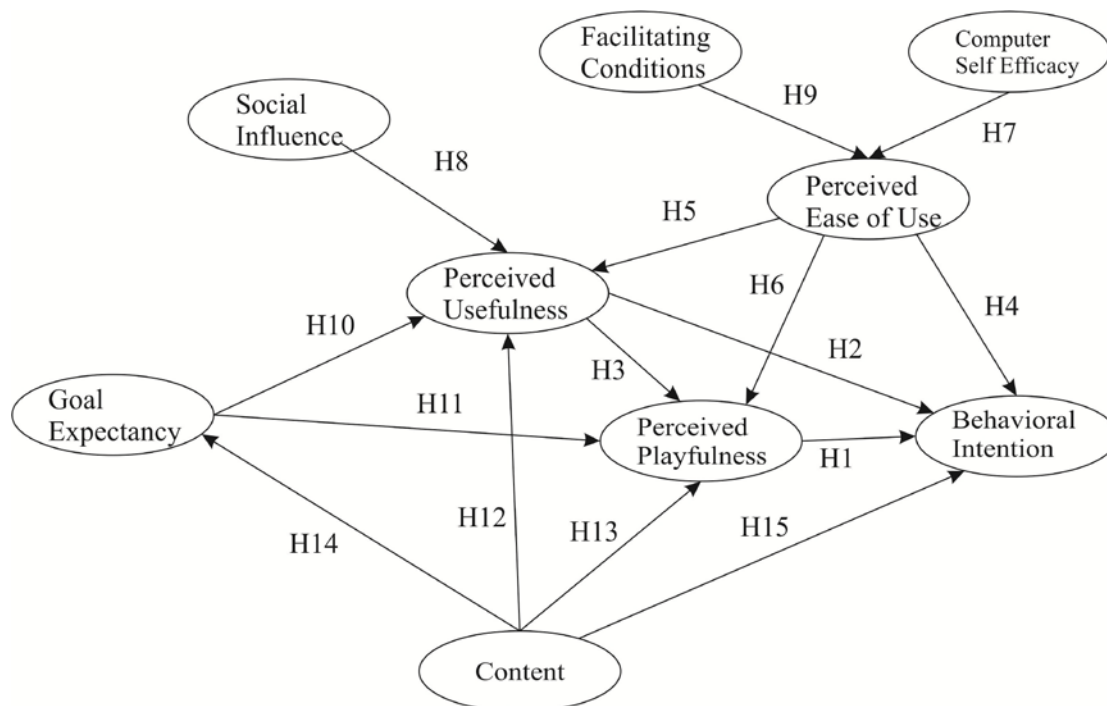 Facilitating
Conditions
Computer
Self Efficacy
Social
Influence
H9
H7
H8
Perceived
Ease of Use
H5
Perceived
Usefulness
H6
H4
H10
H2
H3
Goal
Expectancy
H11
Perceived
Playfulness
H1
Behavioral
Intention
H12
H13
H15
H14
Content